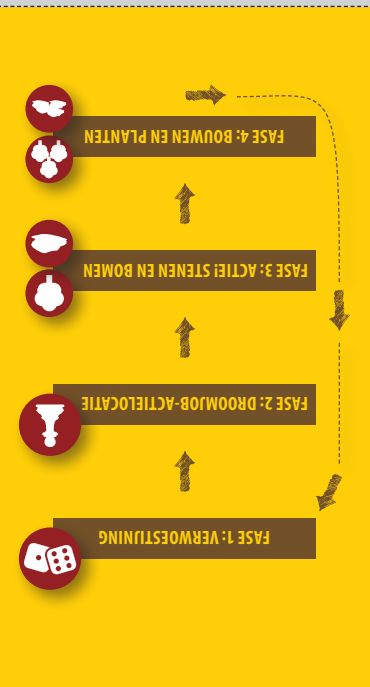 FASE 1: VERWOESTIJNING
FASE 2: DROOMJOB-ACTIELOCATIE
FASE 3: ACTIE! STENEN EN BOMEN
FASE 4: BOUWEN EN PLANTEN